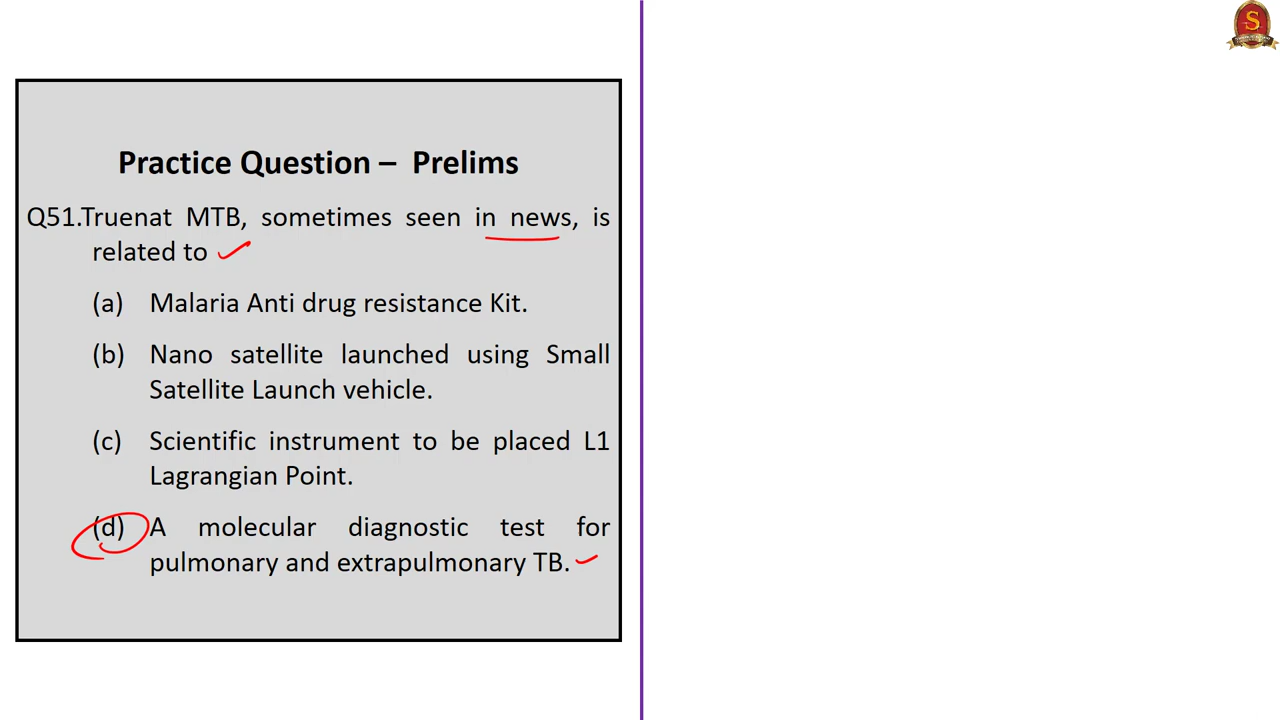 Practice Question – Prelims
Q51.Truenat MTB, sometimes seen in news, is
related to
(a) Malaria Anti drug resistance Kit.
(b) Nano satellite launched using Small
Satellite Launch vehicle.
(c) Scientific instrument to be placed L1
Lagrangian Point.
(d) A molecular diagnostic test for
pulmonary and extrapulmonary TB.
S